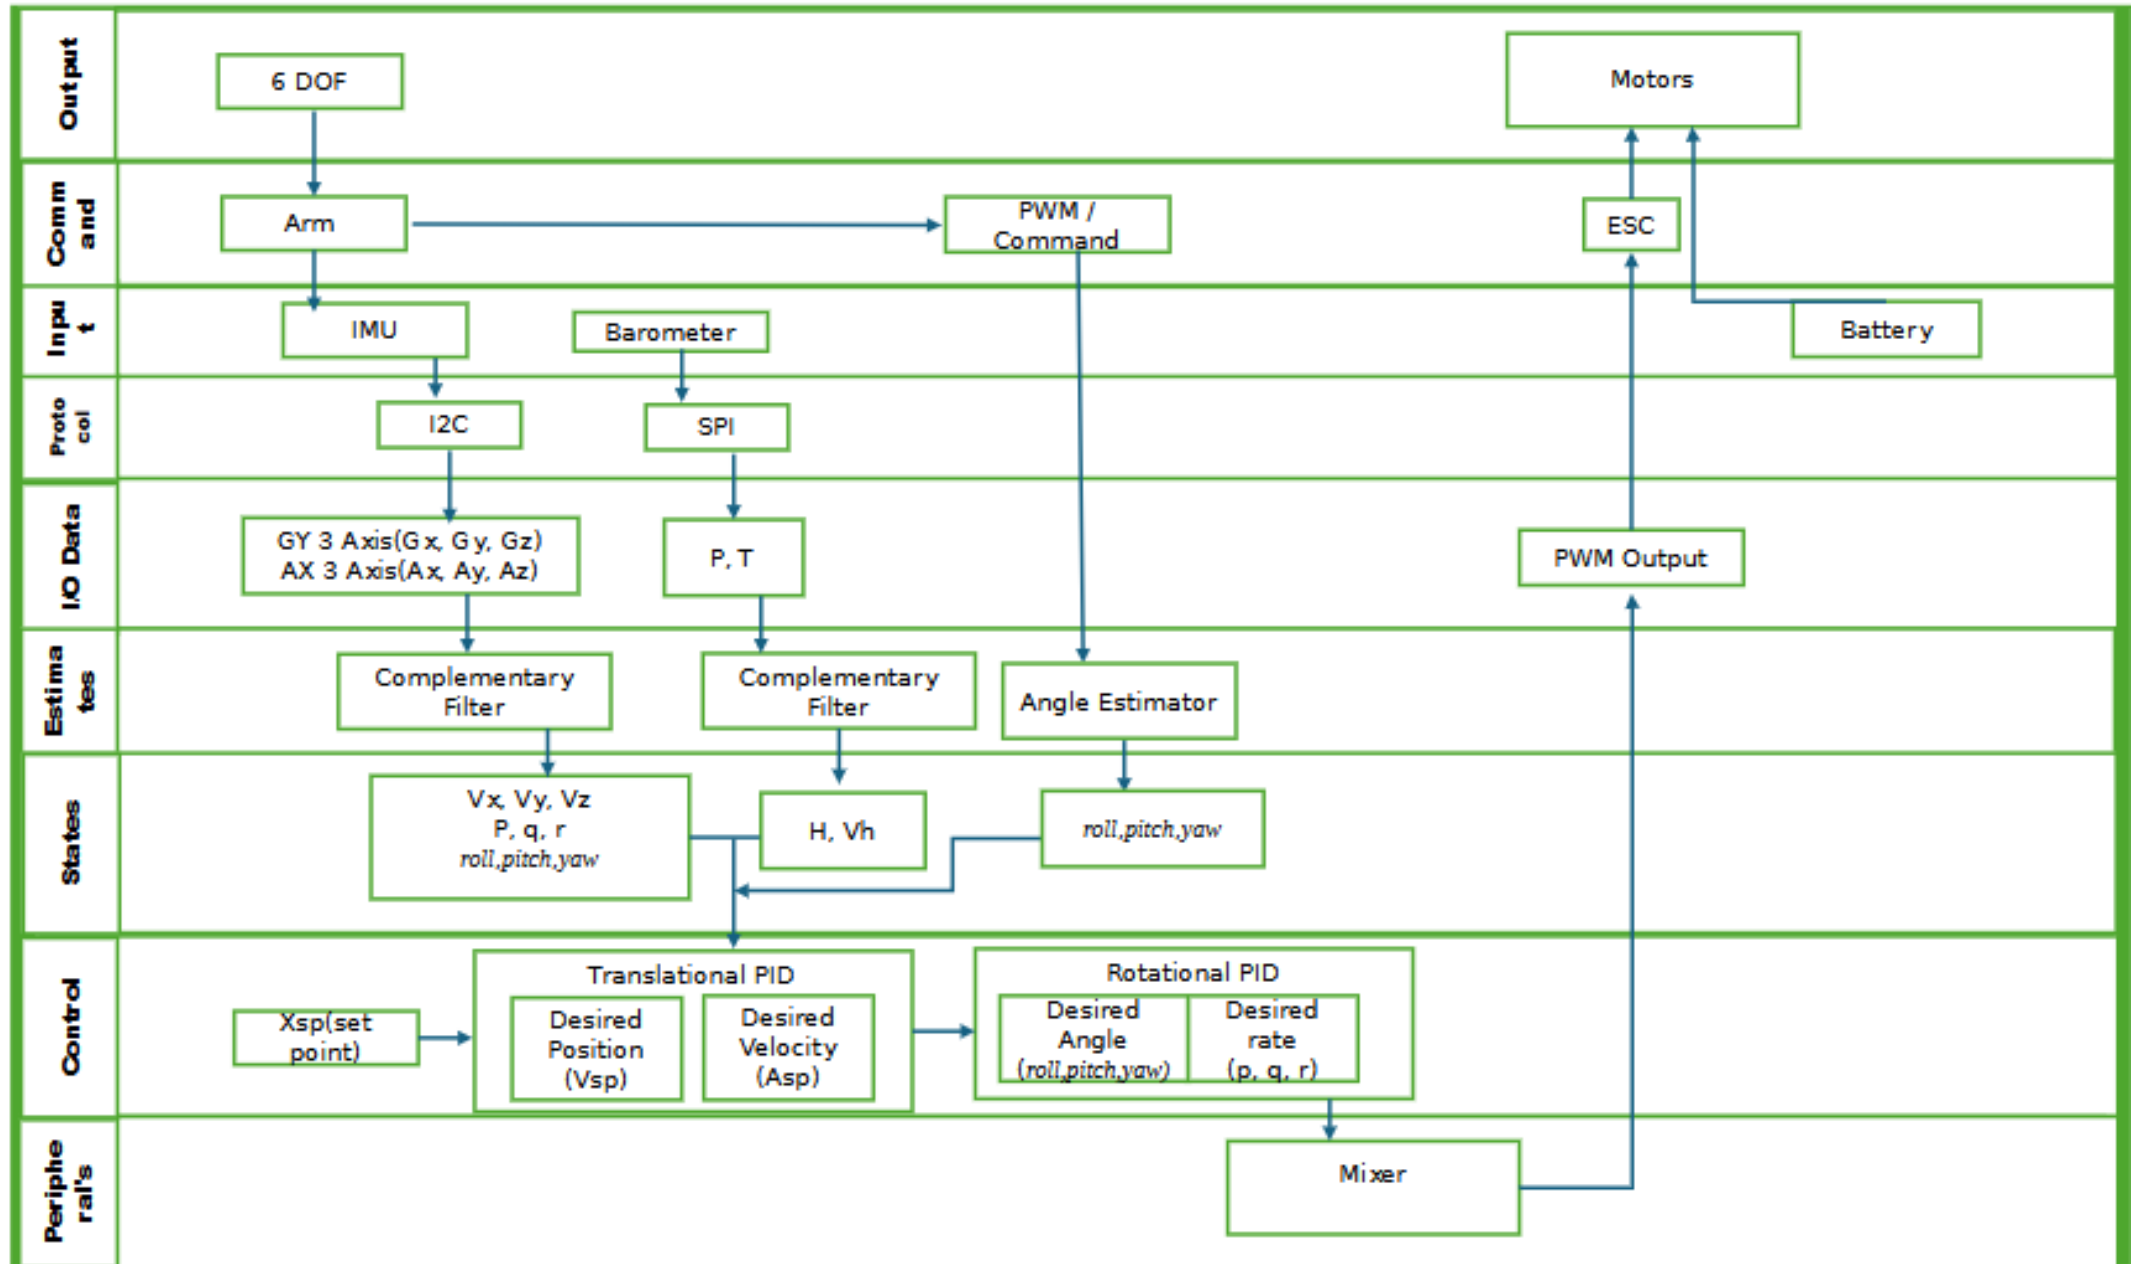 Output
6 DOF
Motors
Comm
and
Arm
PWM /
Command
ESC
Inpu
t
IMU
Barometer
Battery
Proto
col
I2C
SPI
I/O Data
GY 3 Axis(Gx, Gy, Gz)
AX 3 Axis(Ax, Ay, Az)
P, T
PWM Output
Estima
tes
Complementary
Filter
Complementary
Filter
Angle Estimator
States
Vx, Vy, Vz
P, q, r
roll,pitch,yaw
H, Vh
roll,pitch,yaw
Control
Xsp(set
point)
Translational PID
Desired
Position
(Vsp)
Desired
Velocity
(Asp)
Rotational PID
Desired
Angle
(roll,pitch,yaw)
Desired
rate
(p, q, r)
Periphe
ral's
Mixer